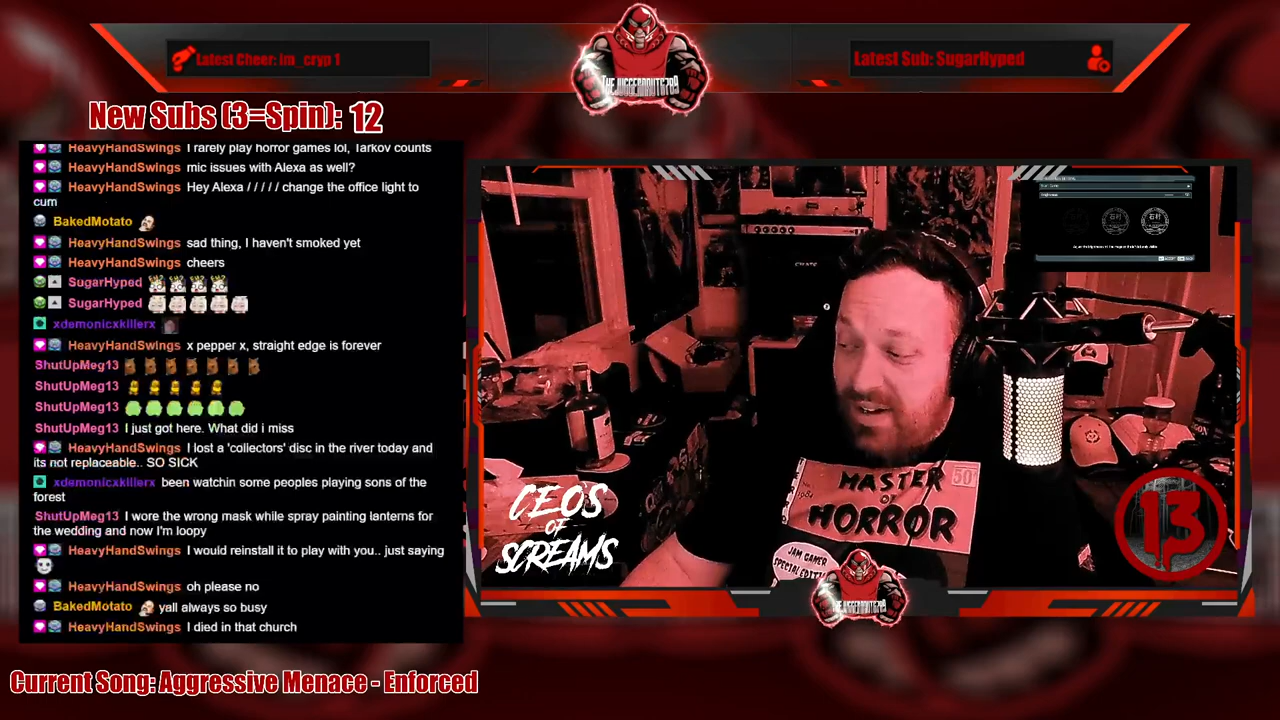 Latest Cheer: im_cryp 1
THEJUGGERNAUT6789
Latest Sub: SugarHyped
New Subs (3=Spin): 12
HeavyHandSwings I rarely play horror games lol, Tarkov counts
HeavyHandSwings mic issues with Alexa as well?
HeavyHandSwings Hey Alexa / / / / / change the office light to
cum
BakedMotato
HeavyHandSwings sad thing, I haven't smoked yet
HeavyHandSwings cheers
SugarHyped
SugarHyped
xdemonicxkillerx
HeavyHandSwings x pepper x, straight edge is forever
ShutUpMeg13
ShutUpMeg13
ShutUpMeg13
ShutUpMeg13 I just got here. What did i miss
HeavyHandSwings I lost a 'collectors' disc in the river today and
its not replaceable.. SO SICK
xdemonicxkillerx been watchin some peoples playing sons of the
forest
ShutUpMeg13 I wore the wrong mask while spray painting lanterns for
the wedding and now I'm loopy
HeavyHandSwings I would reinstall it to play with you.. just saying
HeavyHandSwings oh please no
BakedMotato yall always so busy
HeavyHandSwings I died in that church
MASTER
OF
HORROR
50¢
1984
JAM GAMER
SPECIAL EDITION
CEOS
OF
SCREAMS
13
THEJUGGERNAUT6789
Current Song: Aggressive Menace - Enforced